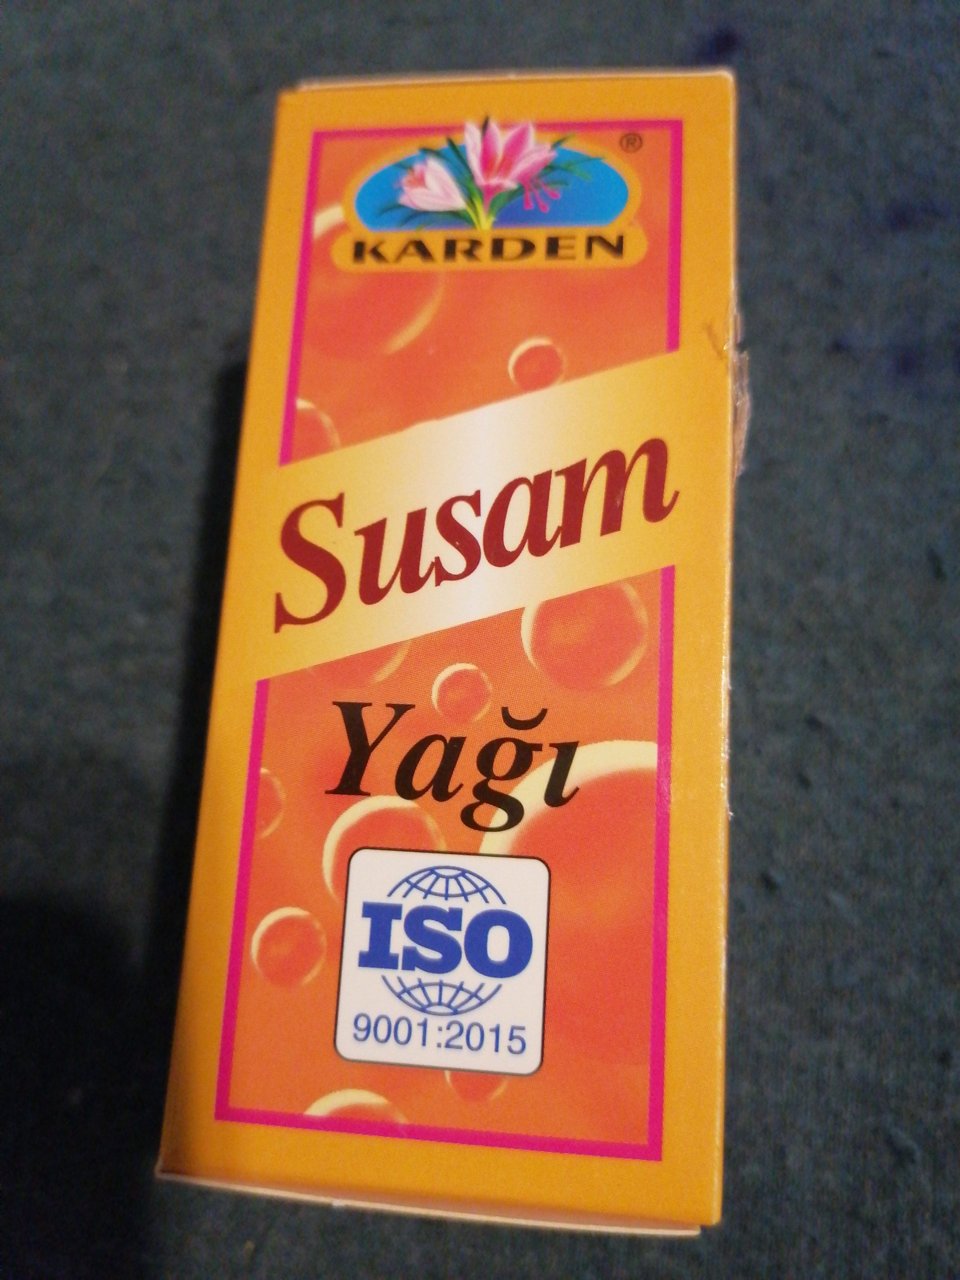 ®
KARDEN
Susam
Yağı
ISO
9001:2015